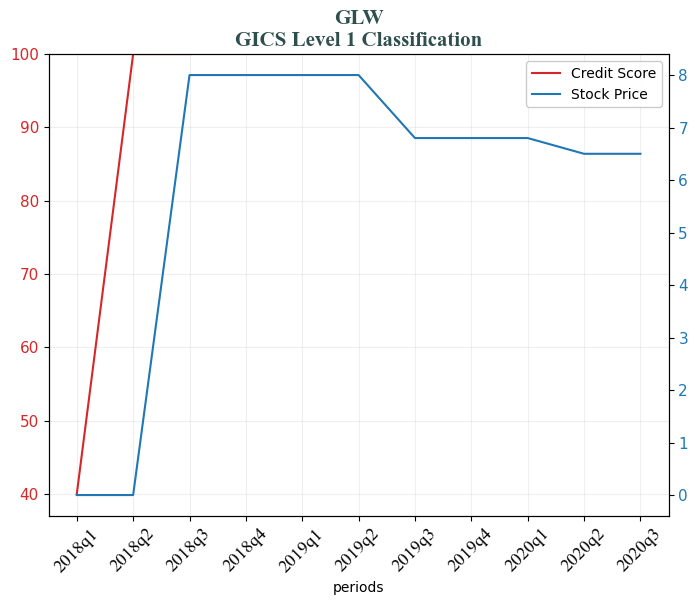 GLW
GICS Level 1 Classification
Credit Score
Stock Price
100
90
80
70
60
50
40
8
7
6
5
4
3
2
1
0
2018q1
2018q2
2018q3
2018q4
2019q1
2019q2
2019q3
2019q4
2020q1
2020q2
2020q3
periods